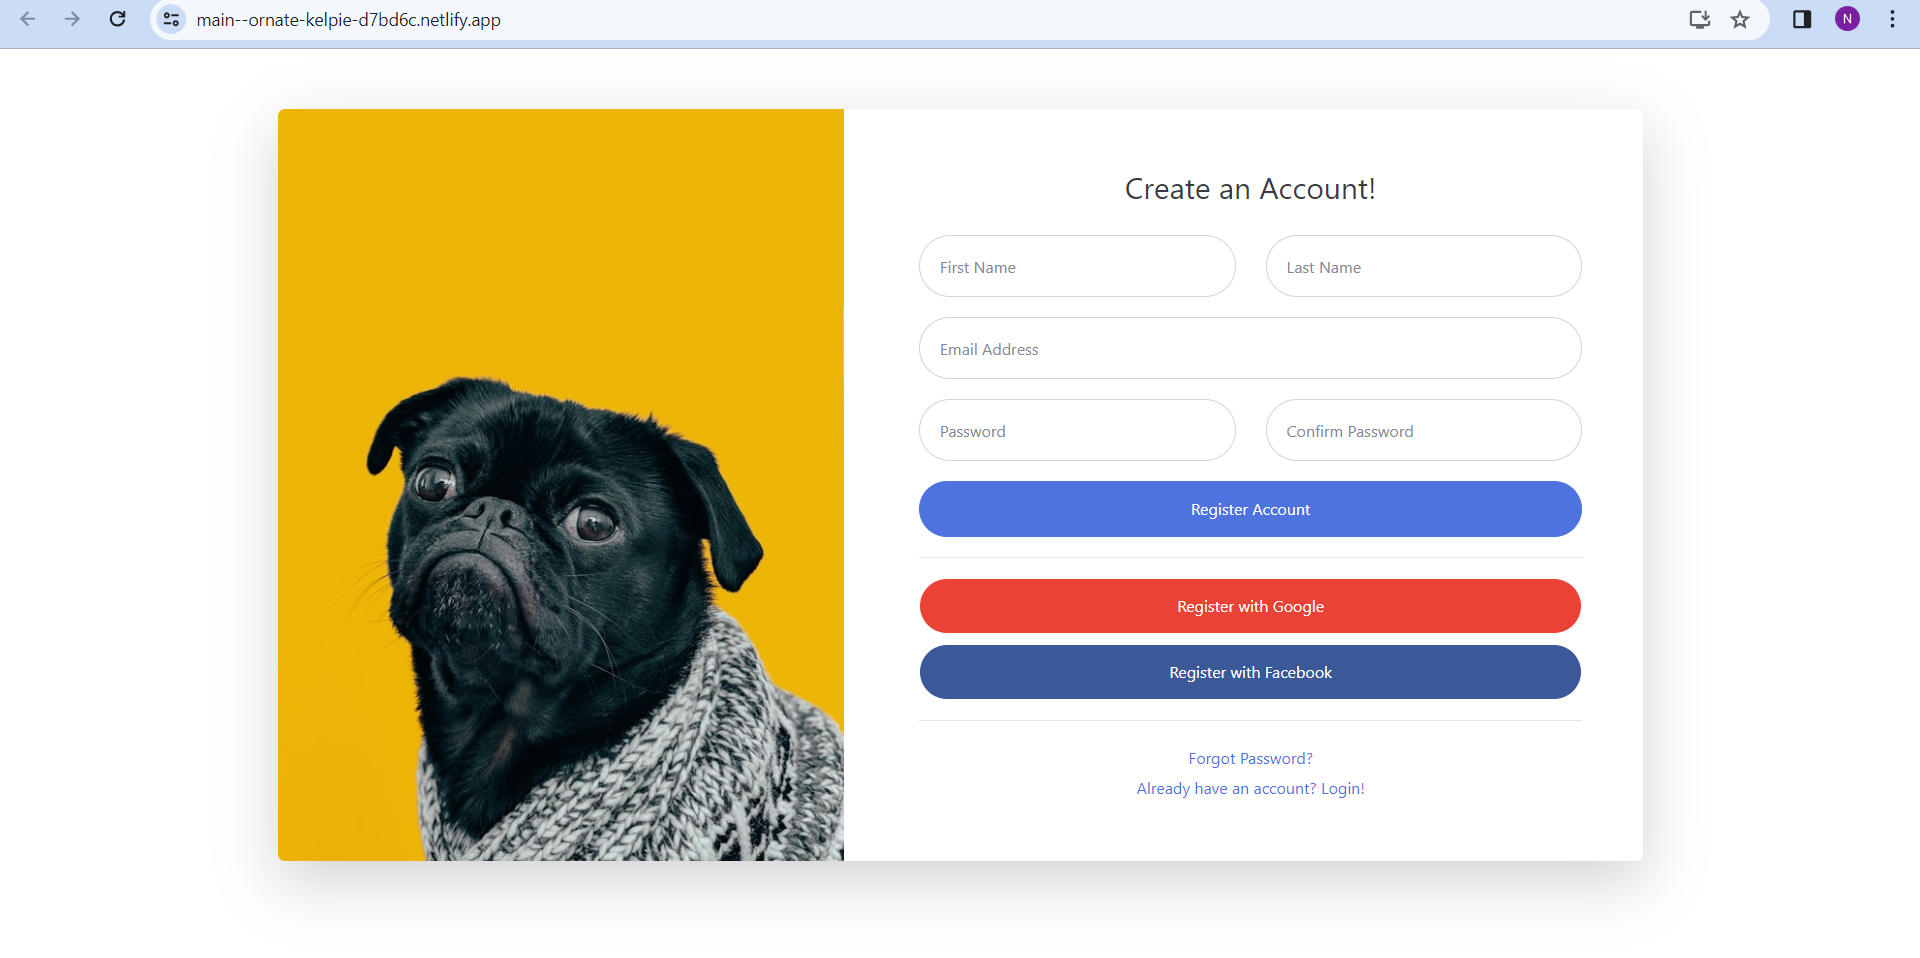 main--ornate-kelpie-d7bd6c.netlify.app
N
Create an Account!
First Name
Last Name
Email Address
Password
Confirm Password
Register Account
Register with Google
Register with Facebook
Forgot Password?
Already have an account? Login!